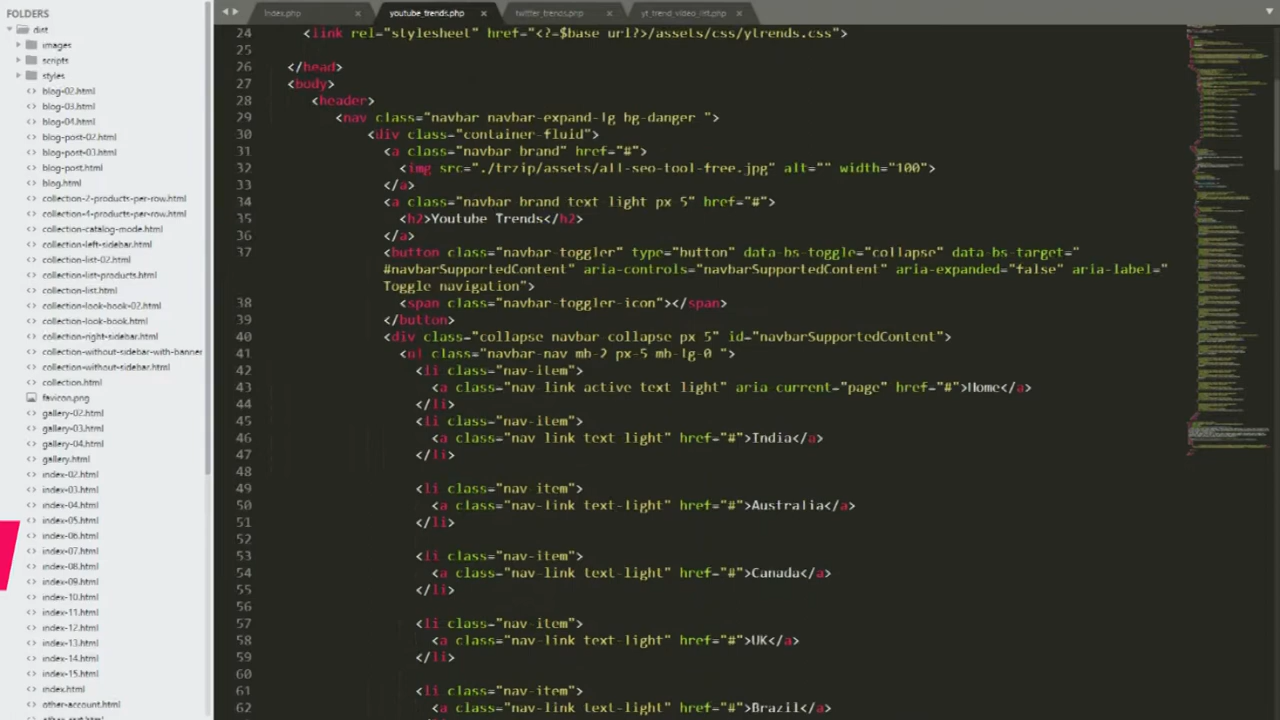 FOLDERS
dist
images
scripts
styles
blog-02.html
blog-03.html
blog-04.html
blog-post-02.html
blog-post-03.html
blog-post.html
blog.html
collection-2-products-per-row.html
collection-4-products-per-row.html
collection-catalog-mode.html
collection-left-sidebar.html
collection-list-02.html
collection-list-products.html
collection-list.html
collection-look-book-02.html
collection-look-book.html
collection-right-sidebar.html
collection-without-sidebar-with-banner
collection-without-sidebar.html
collection.html
favicon.png
gallery-02.html
gallery-03.html
gallery-04.html
gallery.html
index-02.html
index-03.html
index-04.html
index-05.html
index-06.html
index-07.html
index-08.html
index-09.html
index-10.html
index-11.html
index-12.html
index-13.html
index-14.html
index-15.html
index.html
other-account.html
index.php × youtube_trends.php × twitter_trends.php × yt_trend_video_list.php ×
24 <link rel="stylesheet" href="<?=$base url?>/assets/css/ytrends.css">
25
26 </head>
27 <body>
28 <header>
29 <nav class="navbar navbar-expand-lg bg-danger ">
30 <div class="container-fluid">
31 <a class="navbar brand" href="#">
32 <img src="./trzip/assets/all-seo-tool-free.jpg" alt="" width="100">
33 </a>
34 <a class="navbar brand text-light px 5" href="#">
35 <h2>Youtube Trends</h2>
36 </a>
37 <button class="navbar-toggler" type="button" data-bs-toggle="collapse" data-bs-target="
#navbarSupportedContent" aria-controls="navbarSupportedContent" aria-expanded="false" aria-label="
Toggle navigation">
38 <span class="navbar-toggler-icon"></span>
39 </button>
40 <div class="collapse navbar collapse px 5" id="navbarSupportedContent">
41 <ul class="navbar-nav mb-2 px-5 mb-lg-0 ">
42 <li class="nav-item">
43 <a class="nav-link active text light" aria current="page" href="#">Home</a>
44 </li>
45 <li class="nav-item">
46 <a class="nav link text light" href="#">India</a>
47 </li>
48
49 <li class="nav item">
50 <a class="nav-link text-light" href="#">Australia</a>
51 </li>
52
53 <li class="nav-item">
54 <a class="nav-link text-light" href="#">Canada</a>
55 </li>
56
57 <li class="nav-item">
58 <a class="nav-link text-light" href="#">UK</a>
59 </li>
60
61 <li class="nav-item">
62 <a class="nav-link text-light" href="#">Brazil</a>